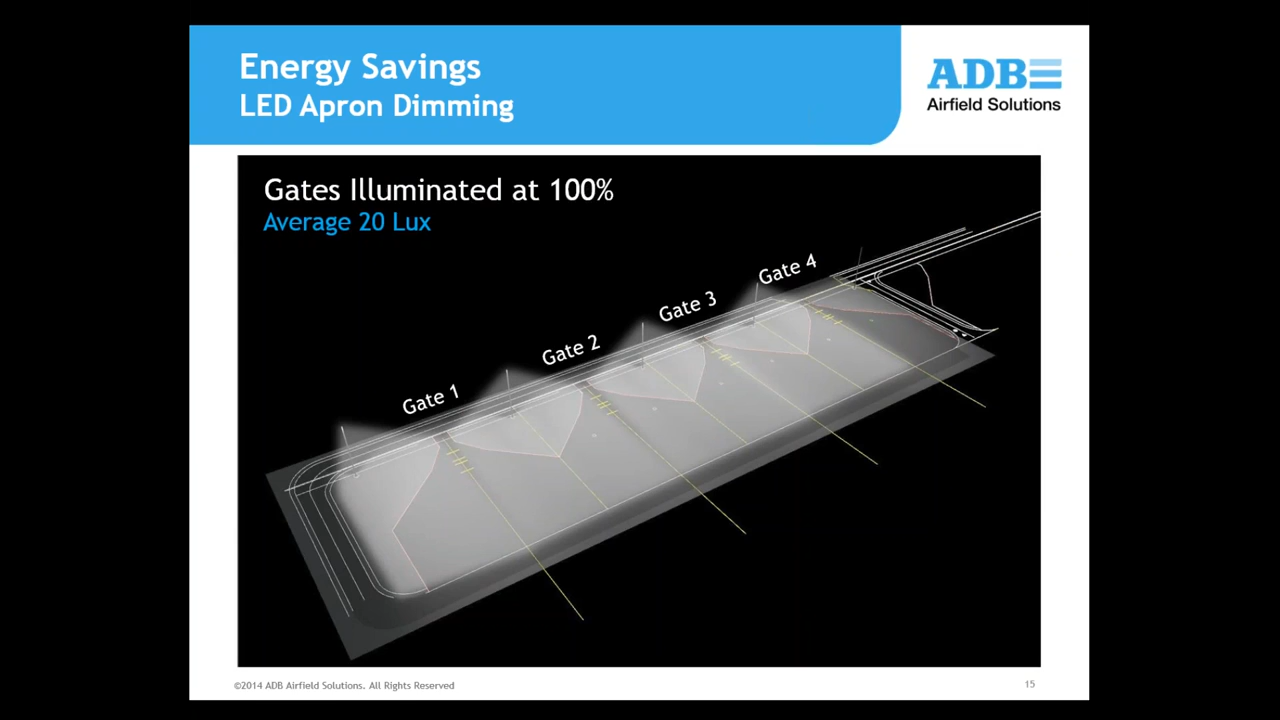 Energy Savings
LED Apron Dimming
ADB
Airfield Solutions
Gates Illuminated at 100%
Average 20 Lux
Gate 4
Gate 3
Gate 2
Gate 1
©2014 ADB Airfield Solutions. All Rights Reserved
15